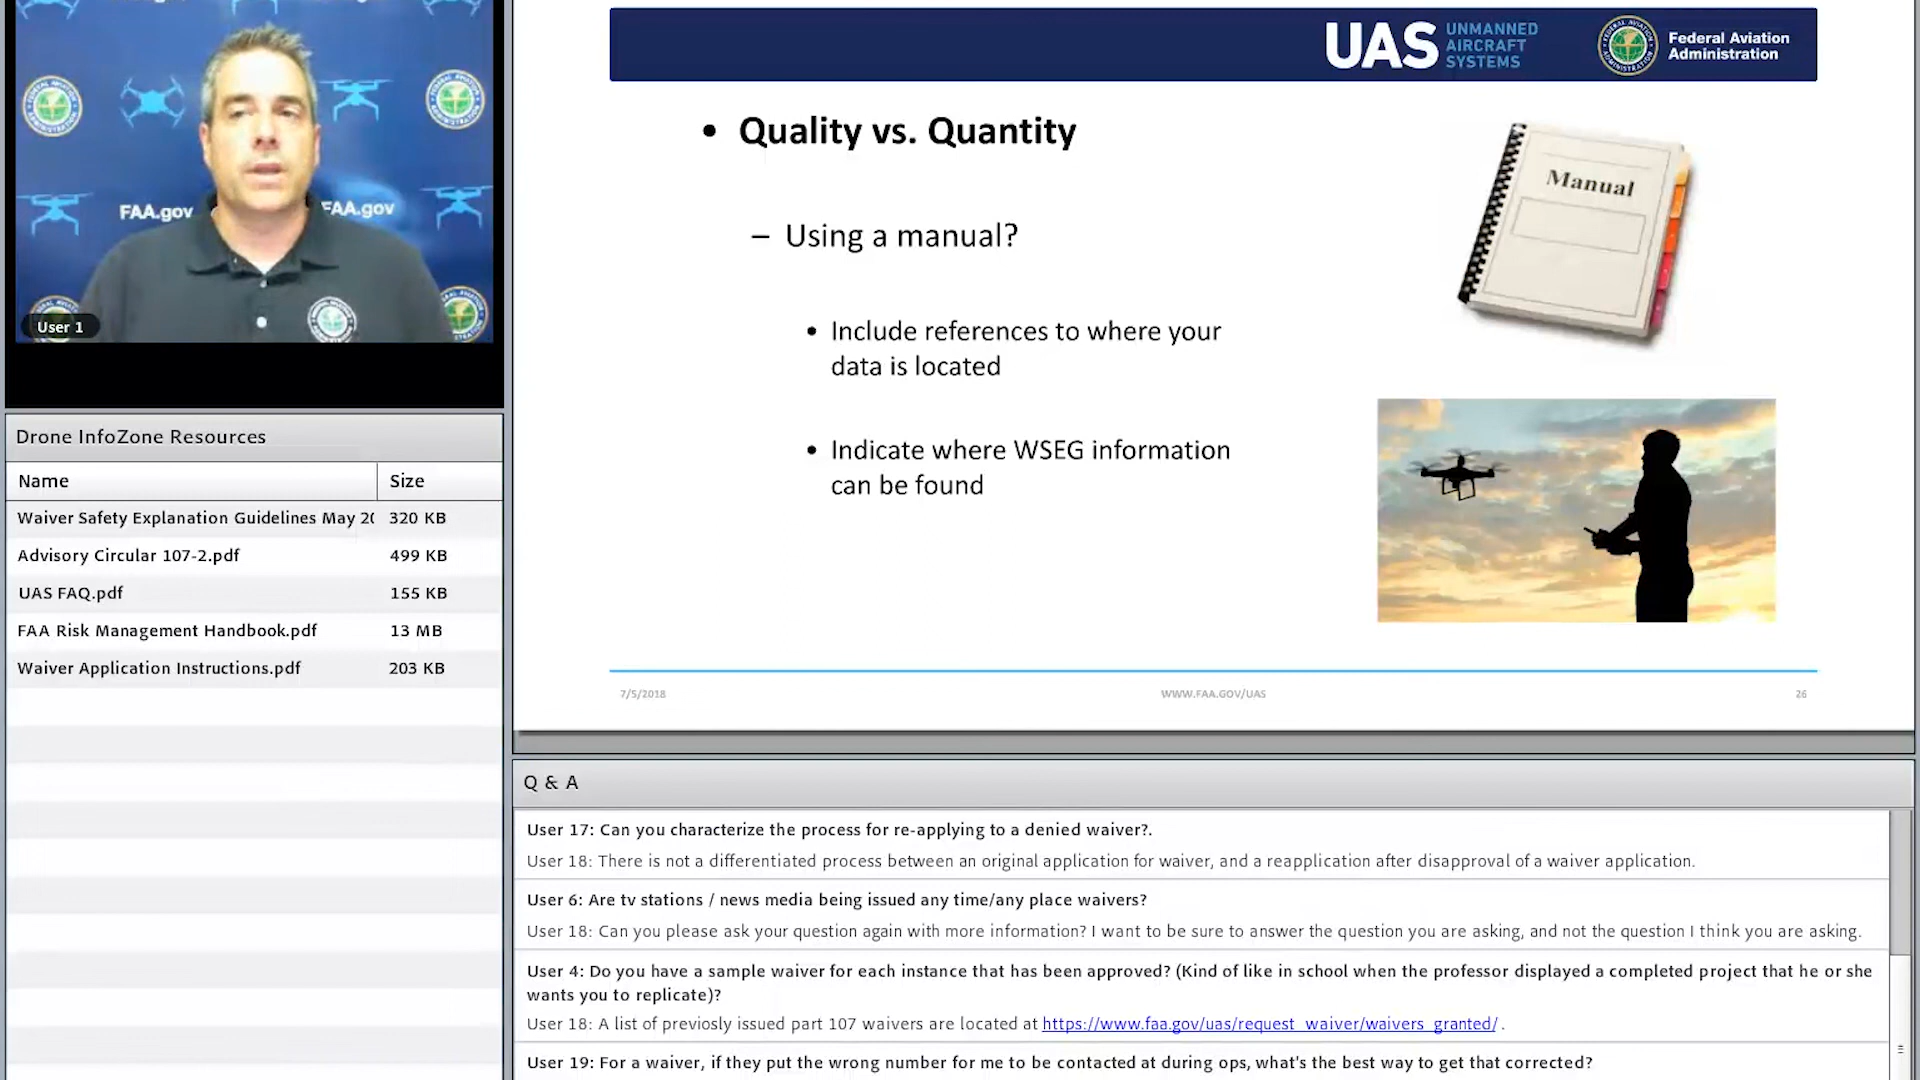 FAA.gov
FAA.gov
User 1
Drone InfoZone Resources
Name Size
Waiver Safety Explanation Guidelines May 20 320 KB
Advisory Circular 107-2.pdf 499 KB
UAS FAQ.pdf 155 KB
FAA Risk Management Handbook.pdf 13 MB
Waiver Application Instructions.pdf 203 KB
UAS UNMANNED
AIRCRAFT
SYSTEMS
Federal Aviation
Administration
• Quality vs. Quantity
– Using a manual?
• Include references to where your
data is located
• Indicate where WSEG information
can be found
Manual
7/5/2018 WWW.FAA.GOV/UAS 26
Q & A
User 17: Can you characterize the process for re-applying to a denied waiver?.
User 18: There is not a differentiated process between an original application for waiver, and a reapplication after disapproval of a waiver application.
User 6: Are tv stations / news media being issued any time/any place waivers?
User 18: Can you please ask your question again with more information? I want to be sure to answer the question you are asking, and not the question I think you are asking.
User 4: Do you have a sample waiver for each instance that has been approved? (Kind of like in school when the professor displayed a completed project that he or she
wants you to replicate)?
User 18: A list of previosly issued part 107 waivers are located at https://www.faa.gov/uas/request_waiver/waivers_granted/ .
User 19: For a waiver, if they put the wrong number for me to be contacted at during ops, what's the best way to get that corrected?